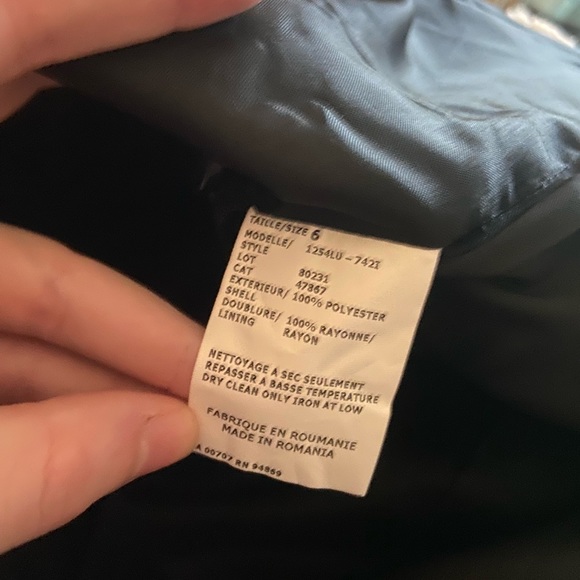 TAILLE/SIZE 6
MODELLE/ 1254LU - 742I
STYLE
LOT 80231
CAT 47867
EXTERIEUR/ 100% POLYESTER
SHELL
DOUBLURE/ 100% RAYONNE/
LINING RAYON
NETTOYAGE A SEC SEULEMENT
REPASSER A BASSE TEMPERATURE
DRY CLEAN ONLY IRON AT LOW
FABRIQUE EN ROUMANIE
MADE IN ROMANIA
A 00707 RN 94869